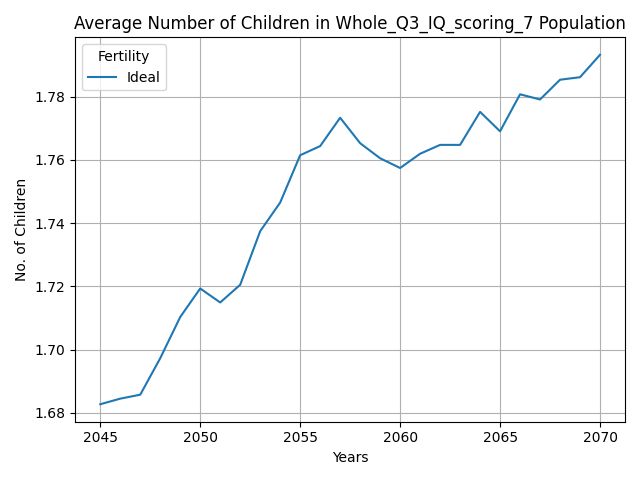 Average Number of Children in Whole_Q3_IQ_scoring_7 Population
Fertility
Ideal
1.78
1.76
1.74
1.72
1.70
1.68
No. of Children
2045 2050 2055 2060 2065 2070
Years